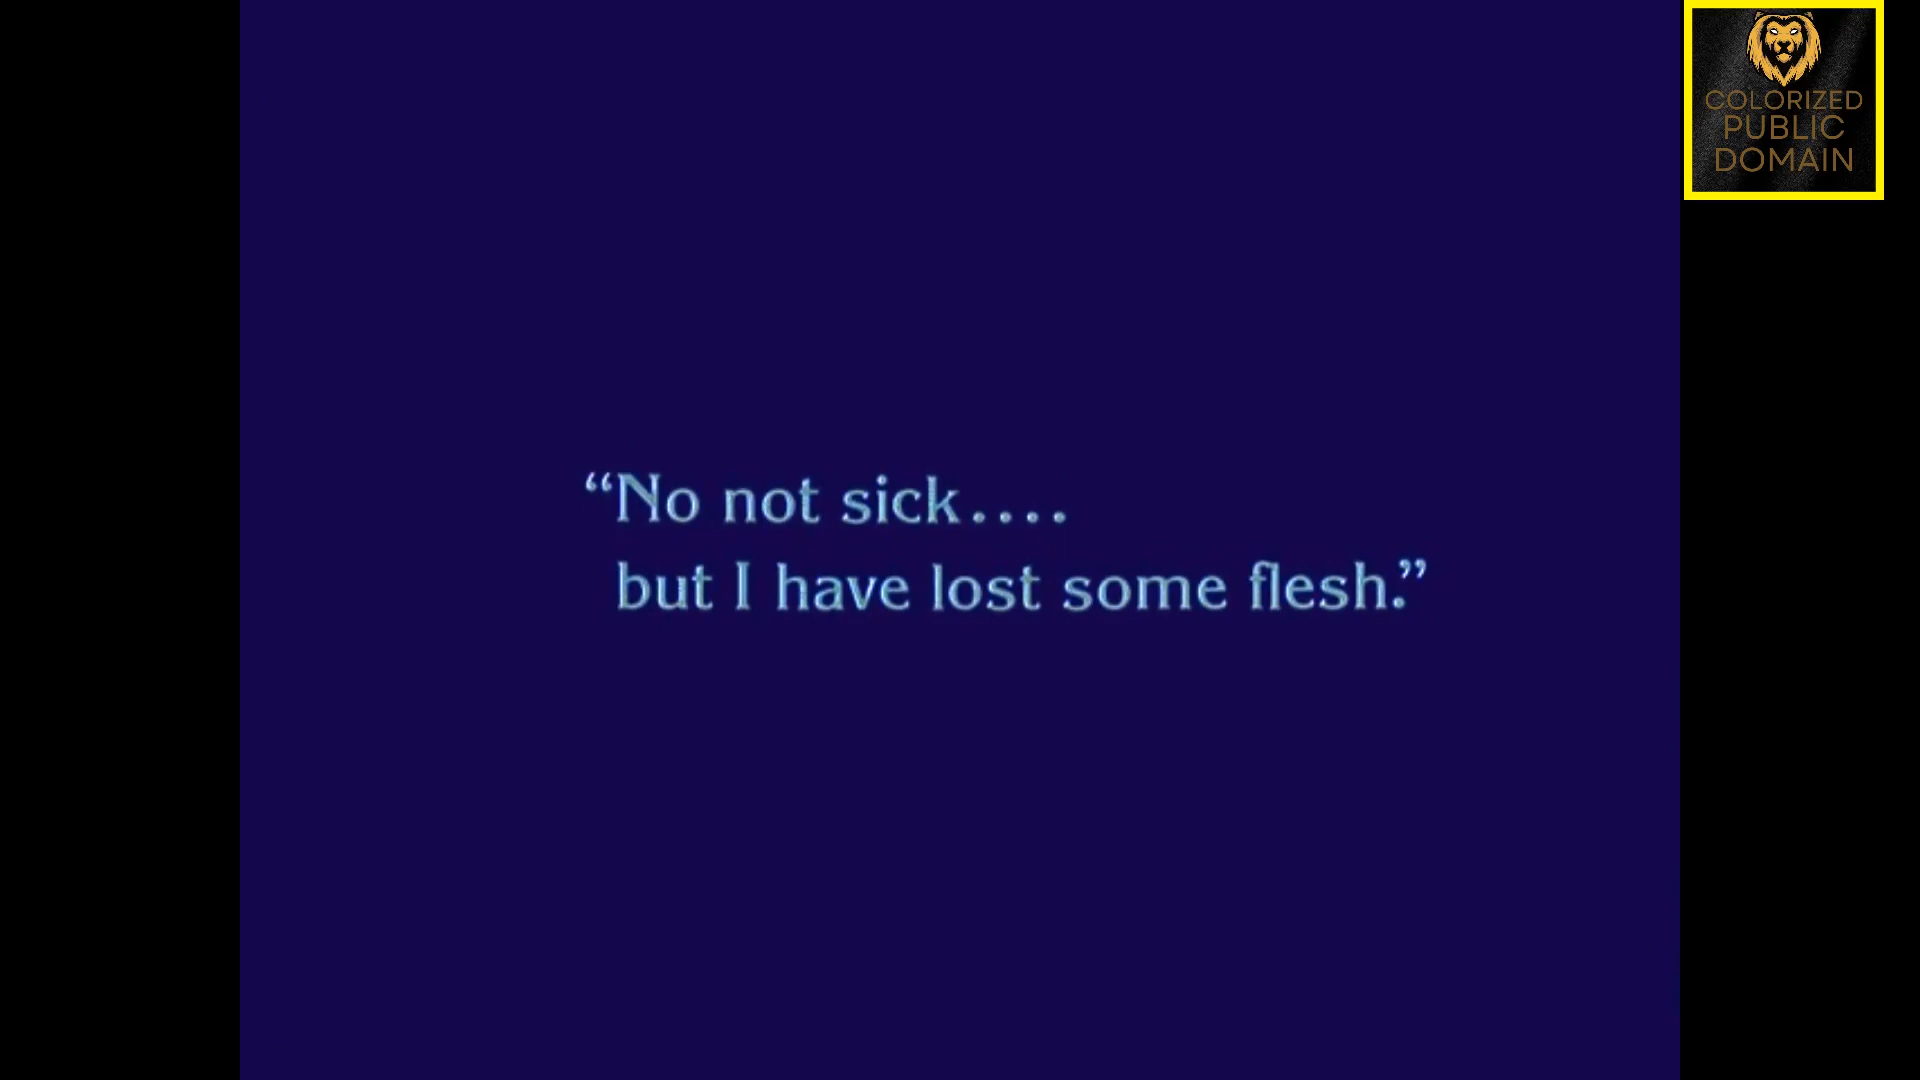 “No not sick....
but I have lost some flesh.”
COLORIZED
PUBLIC
DOMAIN